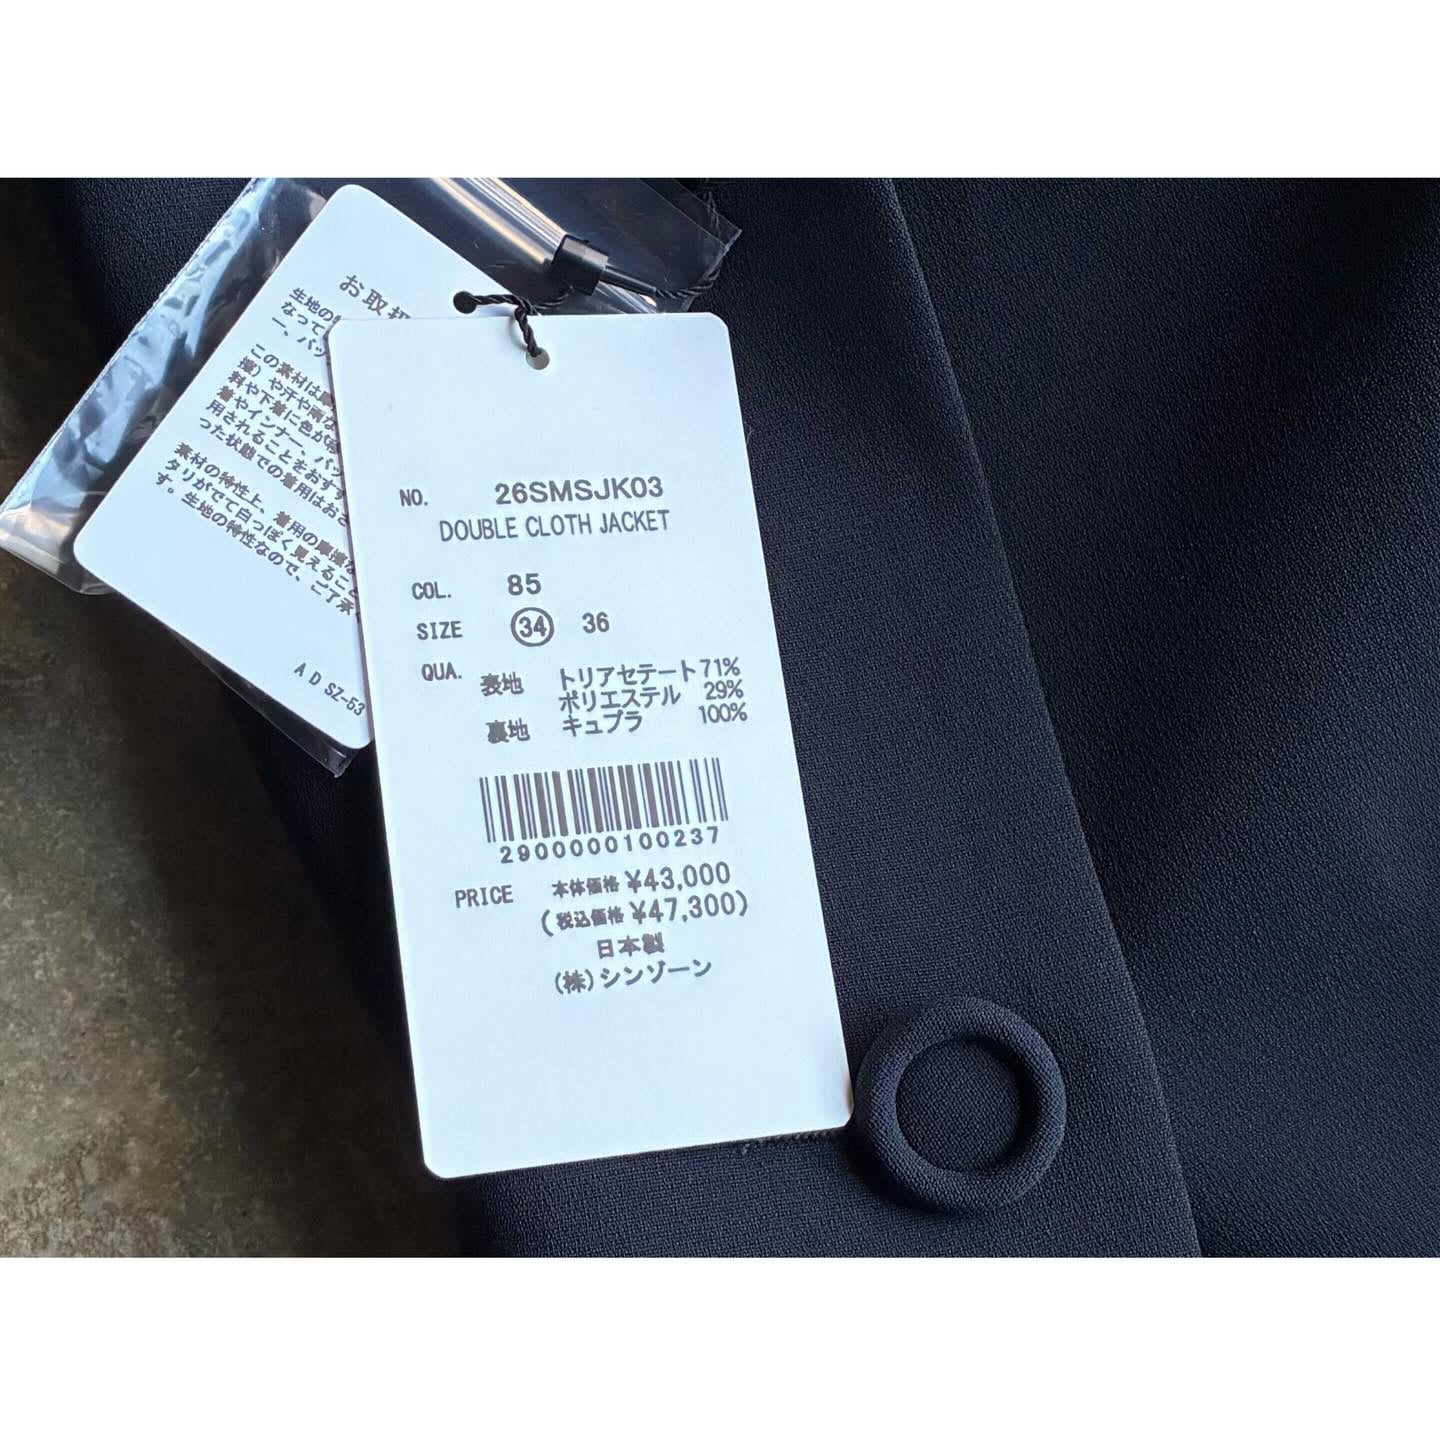 お取扱
生地の
なって
ー、バッ
この素材は
擦）や汗や雨な
料や下着に色が
着やインナー、バッ
用されることをおすす
った状態での着用はおさ
素材の特性上、着用の摩擦な
タリがでて白っぽく見えること
す。生地の特性なので、ご了承
A D SZ-53
NO. 26SMSJK03
DOUBLE CLOTH JACKET
COL. 85
SIZE 34 36
QUA. 表地 トリアセテート 71%
ポリエステル 29%
裏地 キュプラ 100%
2900000100237
PRICE 本体価格 ¥43,000
(税込価格 ¥47,300)
日本製
(株)シンゾーン